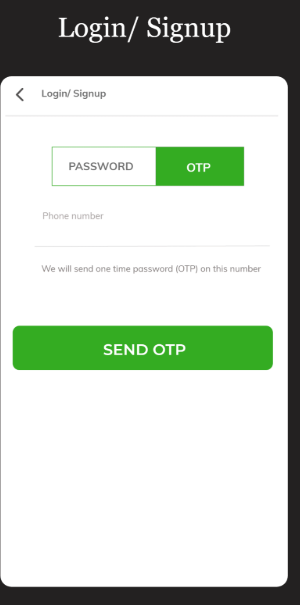 Login/ Signup
Login/ Signup
PASSWORD OTP
Phone number
We will send one time password (OTP) on this number
SEND OTP